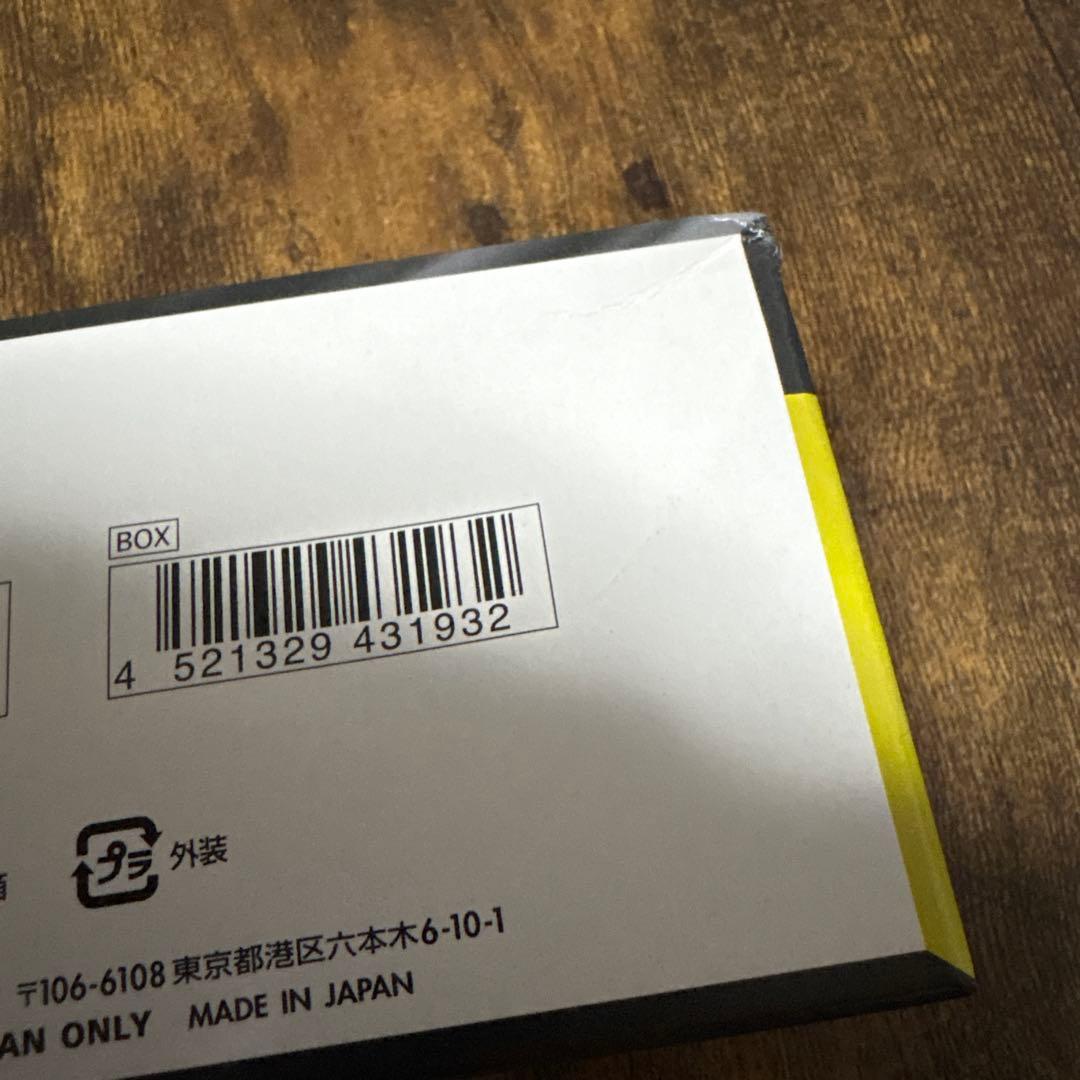 BOX
4 521329 431932
プラ 外装
〒106-6108 東京都港区六本木6-10-1
AN ONLY MADE IN JAPAN